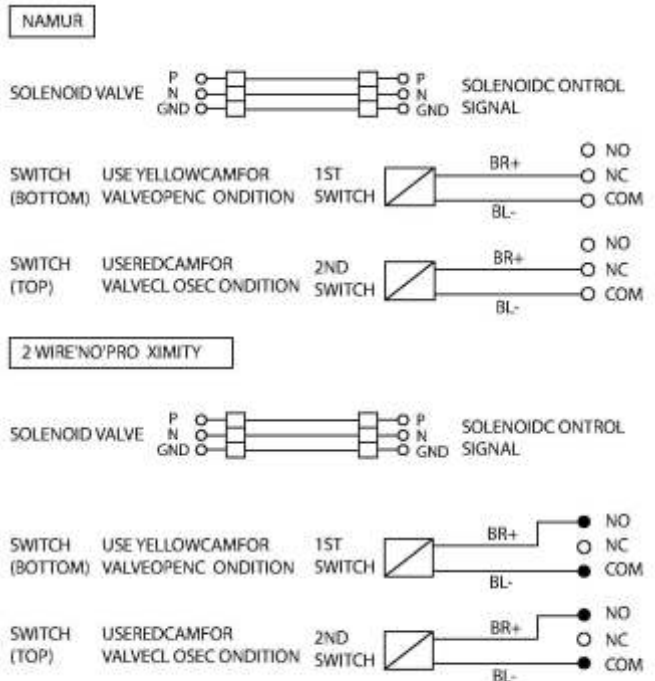 NAMUR
SOLENOID VALVE P P SOLENOIDC ONTROL
N N
GND GND SIGNAL
NO
BR+
SWITCH USE YELLOWCAMFOR 1ST NC
(BOTTOM) VALVEOPENC ONDITION SWITCH COM
BL-
NO
BR+
SWITCH USEREDCAMFOR 2ND NC
(TOP) VALVECL OSEC ONDITION SWITCH COM
BL-
2 WIRE'NO'PRO XIMITY
SOLENOID VALVE P P SOLENOIDC ONTROL
N N
GND GND SIGNAL
NO
BR+
SWITCH USE YELLOWCAMFOR 1ST NC
(BOTTOM) VALVEOPENC ONDITION SWITCH COM
BL-
NO
BR+
SWITCH USEREDCAMFOR 2ND NC
(TOP) VALVECL OSEC ONDITION SWITCH COM
BL-